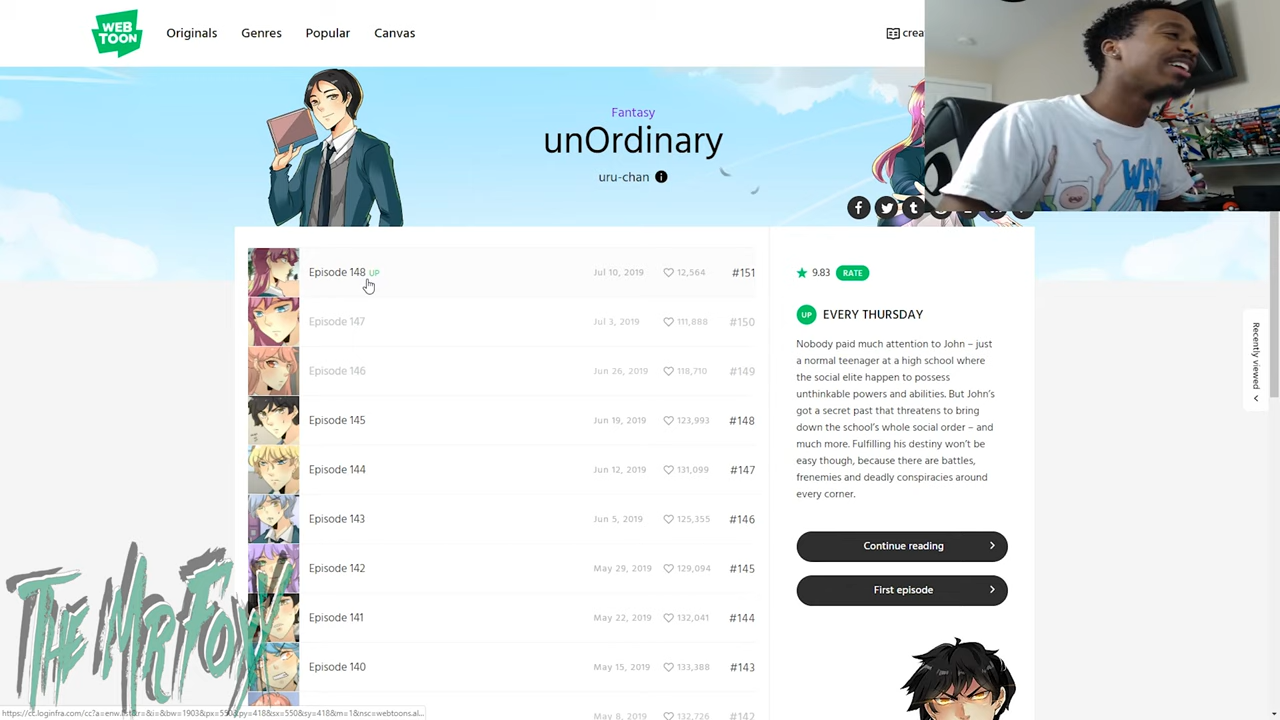 WEB
TOON
Originals
Genres
Popular
Canvas
crea
Fantasy
unOrdinary
uru-chan
Episode 148 UP
Jul 10, 2019
12,564
#151
Episode 147
Jul 3, 2019
111,888
#150
Episode 146
Jun 26, 2019
118,710
#149
Episode 145
Jun 19, 2019
123,993
#148
Episode 144
Jun 12, 2019
131,099
#147
Episode 143
Jun 5, 2019
125,355
#146
Episode 142
May 29, 2019
129,094
#145
Episode 141
May 22, 2019
132,041
#144
Episode 140
May 15, 2019
133,388
#143
May 8, 2019
132,726
#142
9.83 RATE
UP EVERY THURSDAY
Nobody paid much attention to John – just
a normal teenager at a high school where
the social elite happen to possess
unthinkable powers and abilities. But John's
got a secret past that threatens to bring
down the school's whole social order – and
much more. Fulfilling his destiny won't be
easy though, because there are battles,
frenemies and deadly conspiracies around
every corner.
Continue reading
First episode
Recently viewed
THE MR FOXX